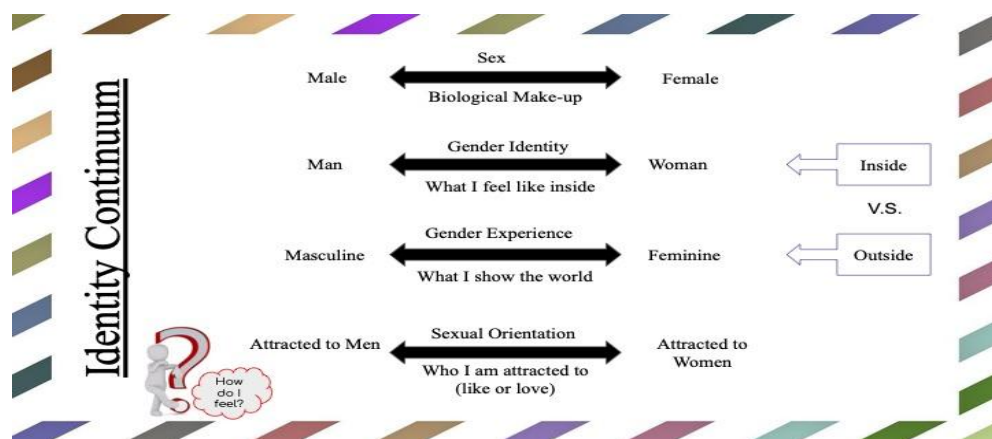 Identity Continuum
Sex
Male
Female
Biological Make-up
Gender Identity
Man
Woman
What I feel like inside
Inside
V.S.
Gender Experience
Masculine
Feminine
What I show the world
Outside
Sexual Orientation
Attracted to Men
Attracted to
Women
Who I am attracted to
(like or love)
How
do I
feel?